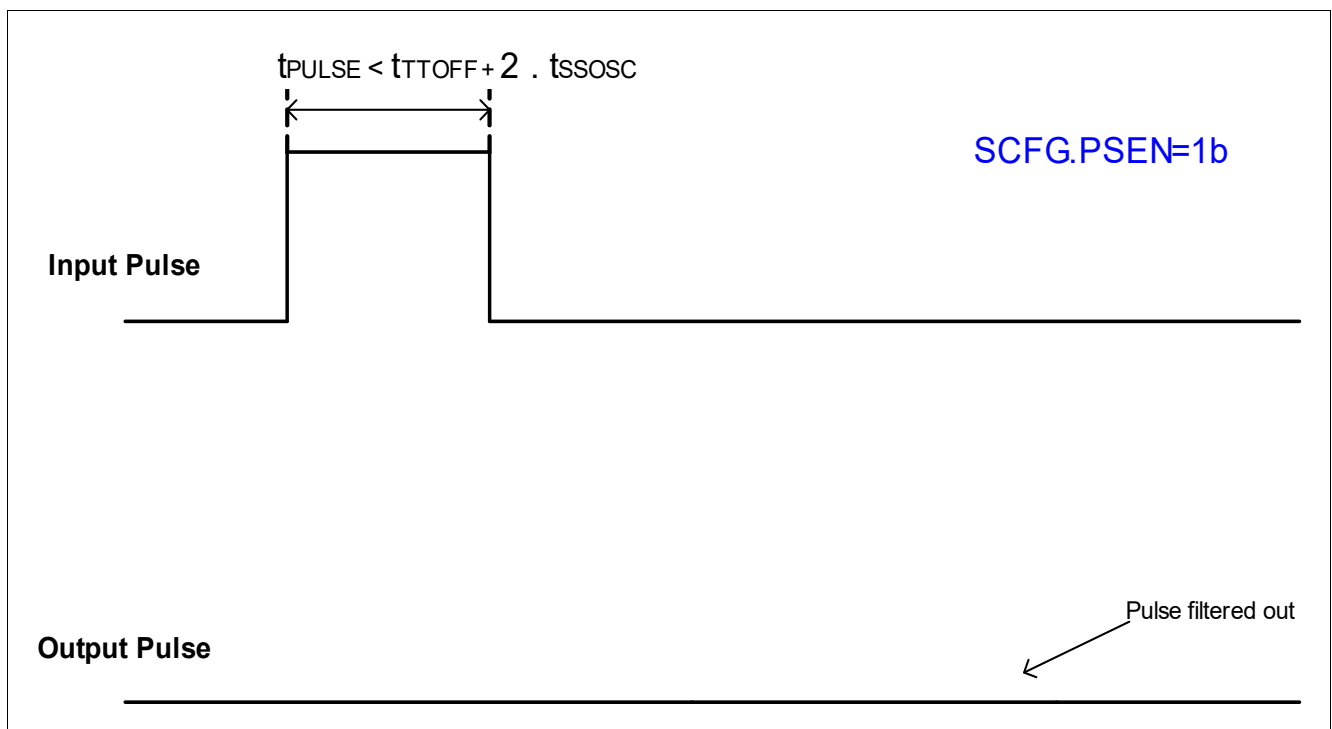 tPULSE < tTTOFF + 2 . tSSOSC
SCFG.PSEN=1b
Input Pulse
Pulse filtered out
Output Pulse